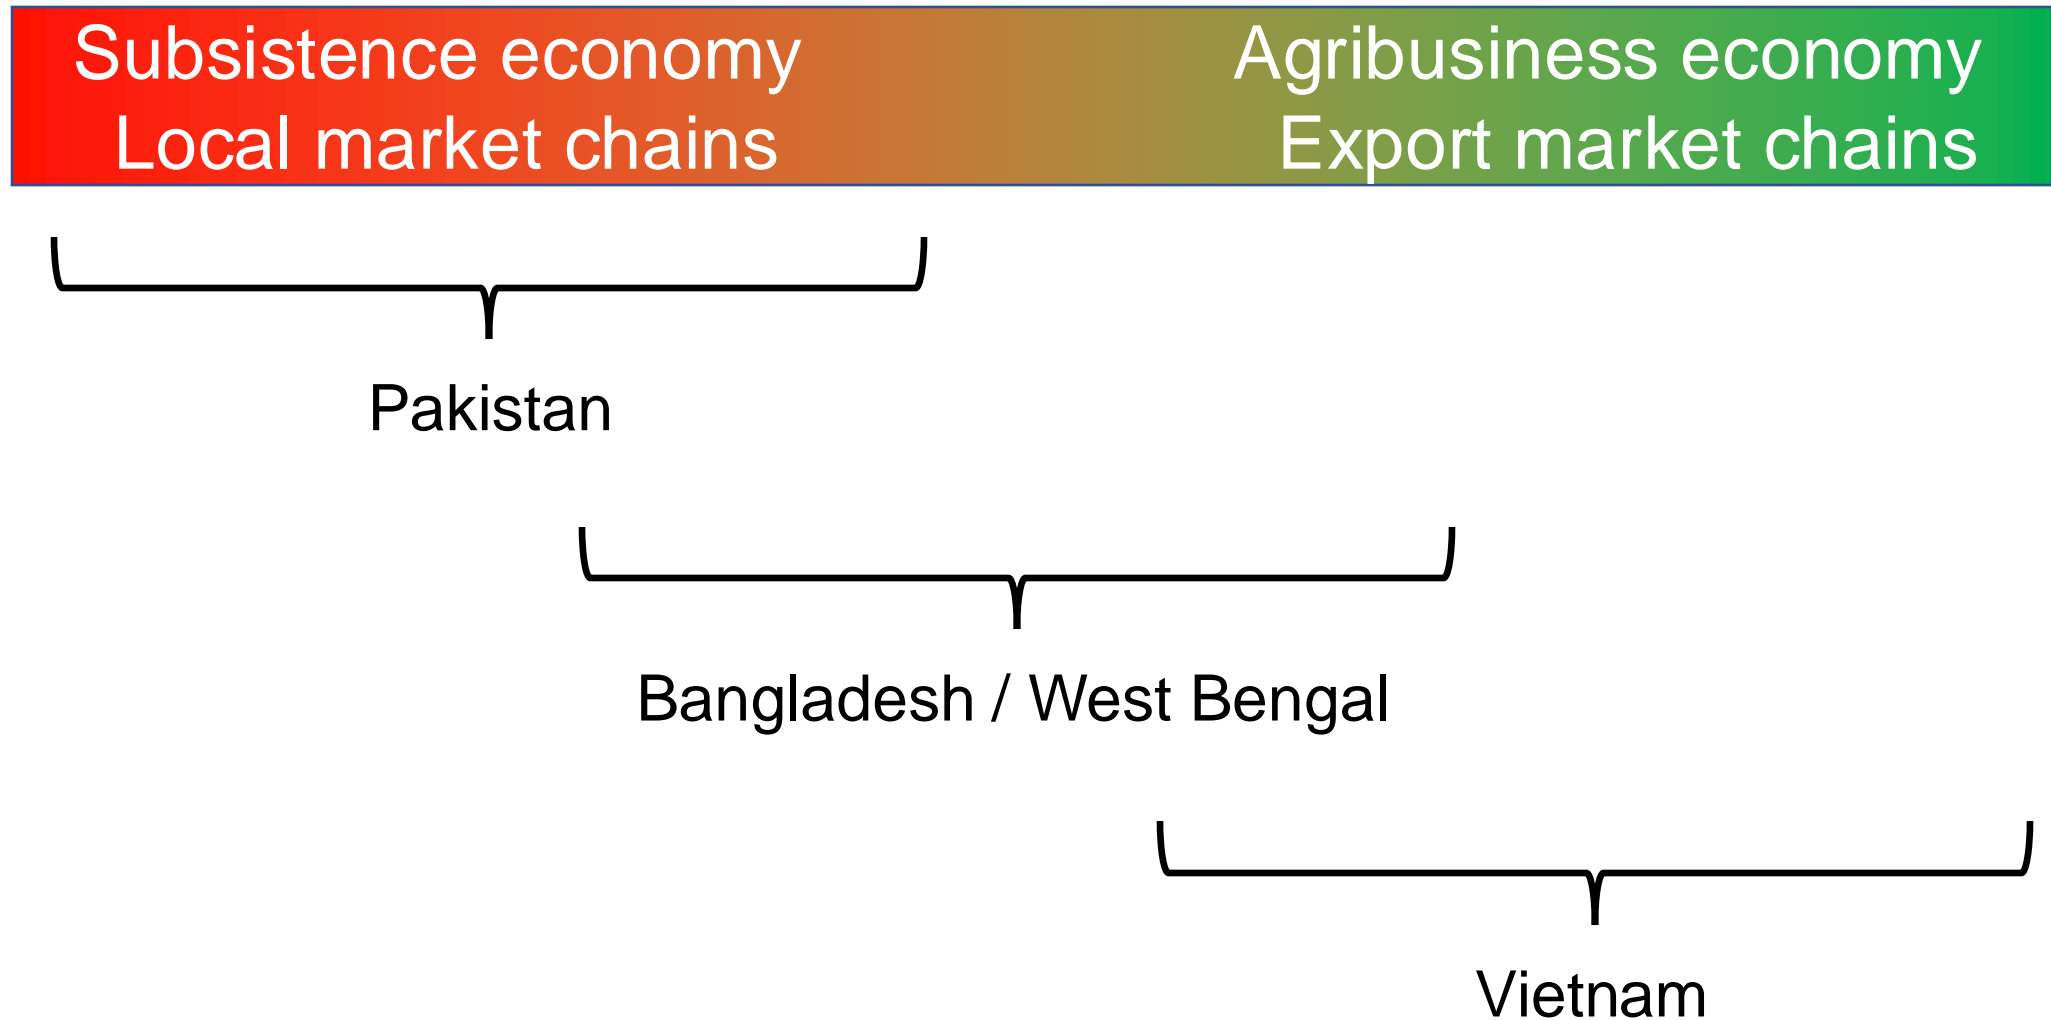 Subsistence economy
Local market chains
Agribusiness economy
Export market chains
Pakistan
Bangladesh / West Bengal
Vietnam